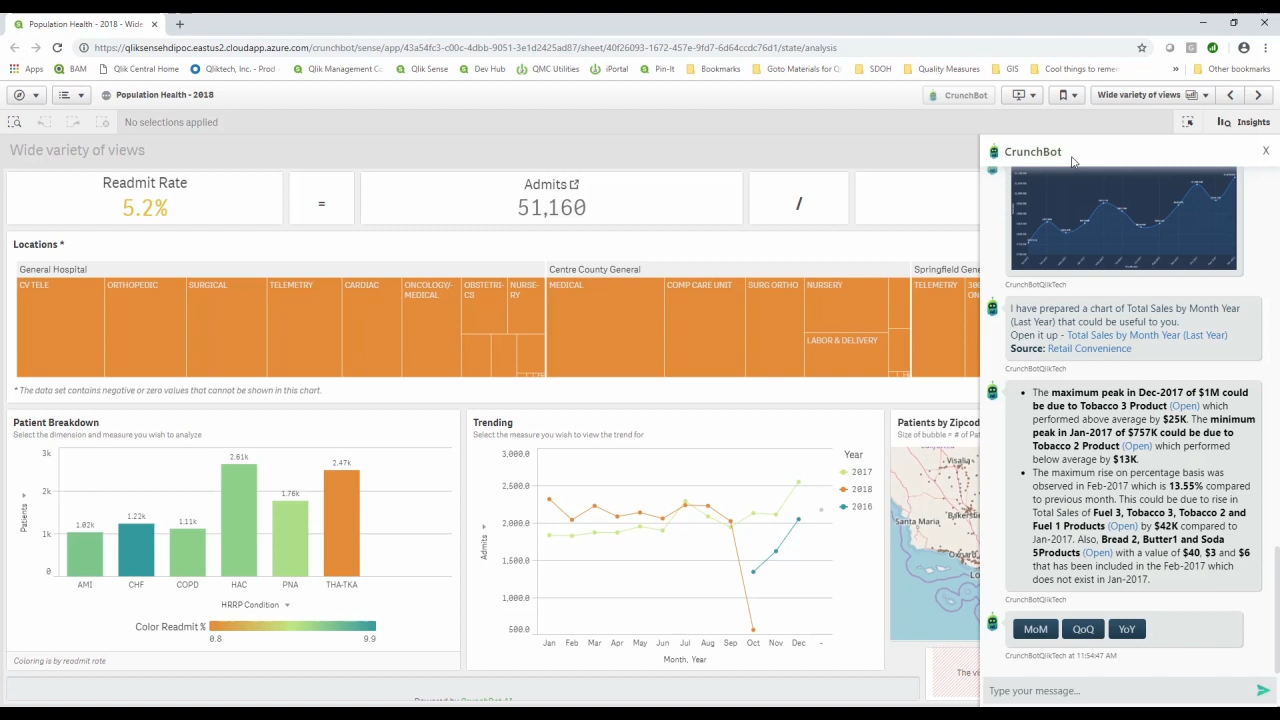 Population Health - 2018 - Wide
https://qliksensehdipoc.eastus2.cloudapp.azure.com/crunchbot/sense/app/43a54fc3-c00c-4dbb-9051-3e1d2425ad87/sheet/40f26093-1672-457e-9fd7-6d64ccdc76d1/state/analysis
Apps BAM Qlik Central Home Qliktech, Inc. - Prod Qlik Management Co Qlik Sense Dev Hub QMC Utilities iPortal Pin-It Bookmarks Goto Materials for Q SDOH Quality Measures GIS Cool things to remem » Other bookmarks
Population Health - 2018 CrunchBot Wide variety of views
No selections applied Insights
Wide variety of views
Readmit Rate
5.2%
=
Admits
51,160
/
Locations *
General Hospital Centre County General Springfield Gene
CV TELE ORTHOPEDIC SURGICAL TELEMETRY CARDIAC ONCOLOGY/-
MEDICAL OBSTETRI-
CS NURSE-
RY MEDICAL COMP CARE UNIT SURG ORTHO NURSERY
LABOR & DELIVERY
TELEMETRY
* The data set contains negative or zero values that cannot be shown in this chart.
Patient Breakdown
Select the dimension and measure you wish to analyze
Patients
3k
2k
1k
0
1.02k 1.22k 1.11k 2.61k 1.76k 2.47k
AMI CHF COPD HAC PNA THA-TKA
HRRP Condition
Color Readmit %
0.8 9.9
Coloring is by readmit rate
Trending
Select the measure you wish to view the trend for
Admits
3,000.0
2,500.0
2,000.0
1,500.0
1,000.0
500.0
Jan Feb Mar Apr May Jun Jul Aug Sep Oct Nov Dec -
Month, Year
Year
2017
2018
2016
Patients by Zipcod
Size of bubble = # of Pat
Visalia
Santa Maria
The vi
Powered by CrunchBot AI
CrunchBot X
CrunchBotQlikTech
I have prepared a chart of Total Sales by Month Year
(Last Year) that could be useful to you.
Open it up - Total Sales by Month Year (Last Year)
Source: Retail Convenience
CrunchBotQlikTech
The maximum peak in Dec-2017 of $1M could
be due to Tobacco 3 Product (Open) which
performed above average by $25K. The minimum
peak in Jan-2017 of $757K could be due to
Tobacco 2 Product (Open) which performed
below average by $13K.
The maximum rise on percentage basis was
observed in Feb-2017 which is 13.55% compared
to previous month. This could be due to rise in
Total Sales of Fuel 3, Tobacco 3, Tobacco 2 and
Fuel 1 Products (Open) by $42K compared to
Jan-2017. Also, Bread 2, Butter1 and Soda
5Products (Open) with a value of $40, $3 and $6
that has been included in the Feb-2017 which
does not exist in Jan-2017.
CrunchBotQlikTech
MoM QoQ YoY
CrunchBotQlikTech at 11:54:47 AM
Type your message...